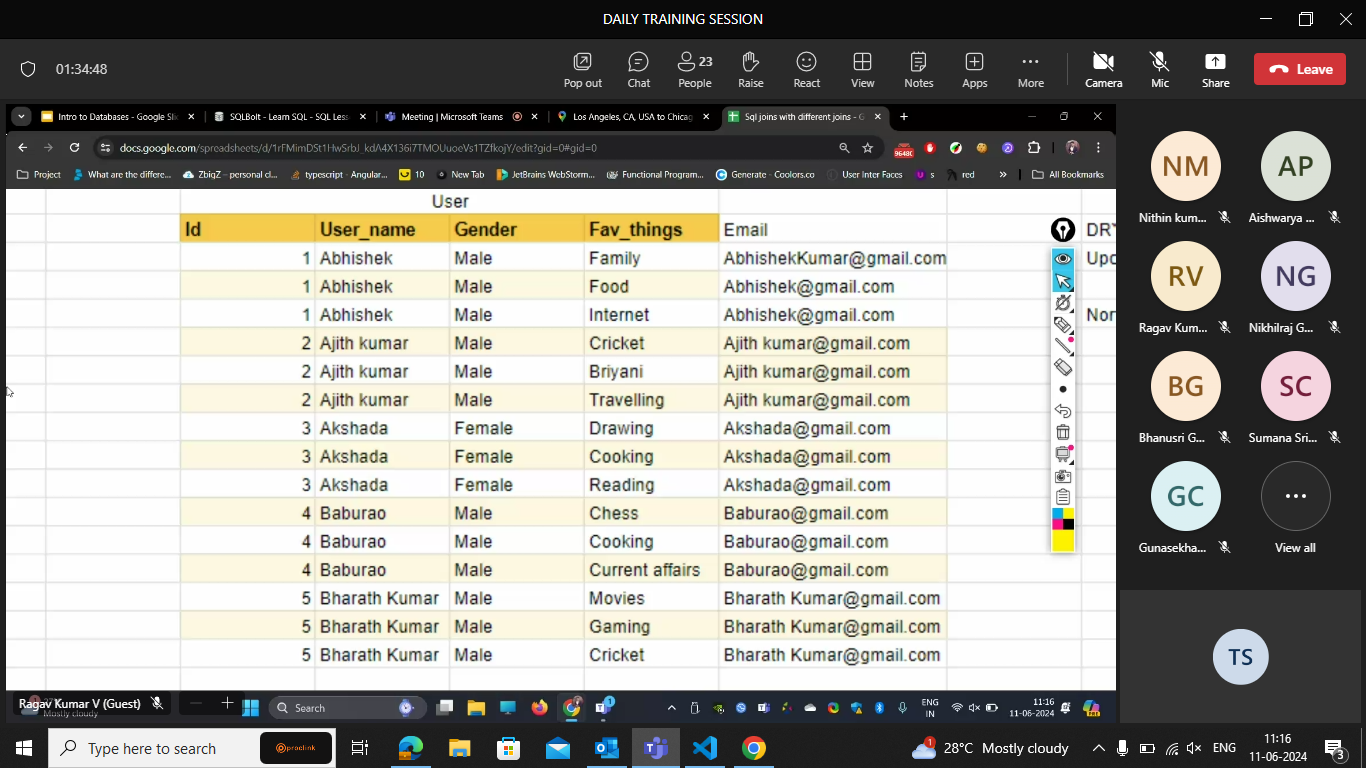 DAILY TRAINING SESSION
01:34:48
Pop out
Chat
23
People
Raise
React
View
Notes
Apps
More
Camera
Mic
Share
Leave
Intro to Databases - Google Sli
SQLBolt - Learn SQL - SQL Less
Meeting | Microsoft Teams
Los Angeles, CA, USA to Chicag
Sql joins with different joins - G
docs.google.com/spreadsheets/d/
/edit?gid=0#gid=0
Project
What are the differe...
ZbigZ – personal cl...
typescript - Angular...
10
New Tab
JetBrains WebStorm...
Functional Program...
Generate - Coolors.co
User Inter Faces
s
red
All Bookmarks
User
Id User_name Gender Fav_things Email
1 Abhishek Male Family AbhishekKumar@gmail.com
1 Abhishek Male Food Abhishek@gmail.com
1 Abhishek Male Internet Abhishek@gmail.com
2 Ajith kumar Male Cricket Ajith kumar@gmail.com
2 Ajith kumar Male Briyani Ajith kumar@gmail.com
2 Ajith kumar Male Travelling Ajith kumar@gmail.com
3 Akshada Female Drawing Akshada@gmail.com
3 Akshada Female Cooking Akshada@gmail.com
3 Akshada Female Reading Akshada@gmail.com
4 Baburao Male Chess Baburao@gmail.com
4 Baburao Male Cooking Baburao@gmail.com
4 Baburao Male Current affairs Baburao@gmail.com
5 Bharath Kumar Male Movies Bharath Kumar@gmail.com
5 Bharath Kumar Male Gaming Bharath Kumar@gmail.com
5 Bharath Kumar Male Cricket Bharath Kumar@gmail.com
NM
Nithin kum...
AP
Aishwarya ...
RV
Ragav Kum...
NG
Nikhilraj G...
BG
Bhanusri G...
SC
Sumana Sri...
GC
Gunasekha...
View all
TS
Ragav Kumar V (Guest)
Mostly cloudy
Search
ENG
IN
11:16
11-06-2024
Type here to search
proclink
28°C Mostly cloudy
ENG
11:16
11-06-2024
3